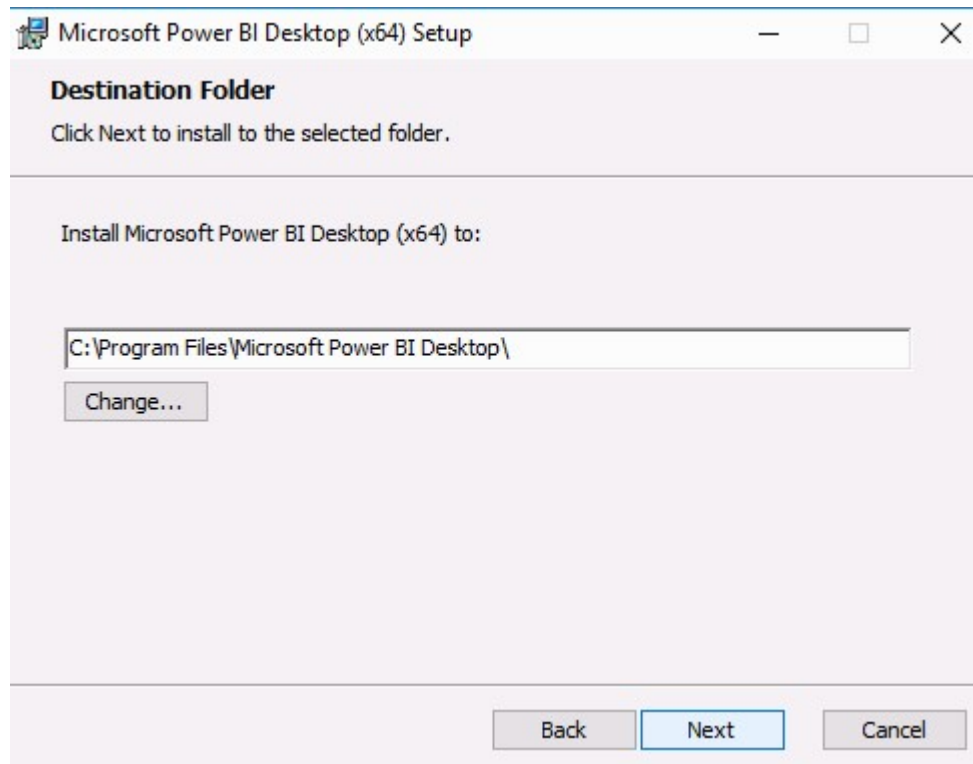 Microsoft Power BI Desktop (x64) Setup
Destination Folder
Click Next to install to the selected folder.
Install Microsoft Power BI Desktop (x64) to:
C:\Program Files\Microsoft Power BI Desktop\
Change...
Back Next Cancel